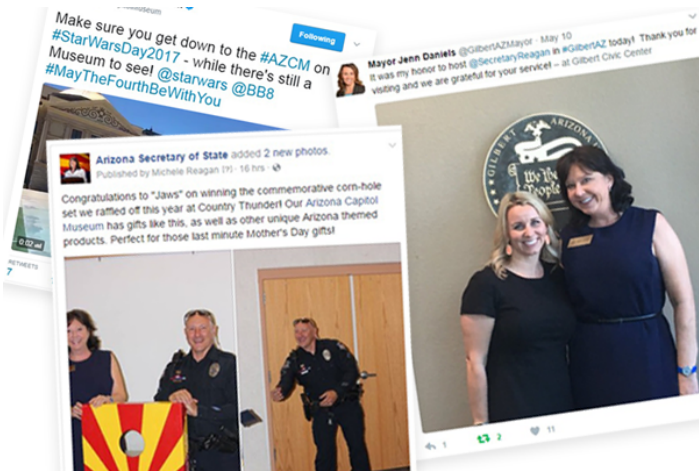 Museum
Following
Make sure you get down to the #AZCM on
#StarWarsDay2017 - while there's still a
Museum to see! @starwars @BB8
#MayTheFourthBeWithYou
0:02
RETWEETS
7
Mayor Jenn Daniels @GilbertAZMayor · May 10
It was my honor to host @SecretaryReagan in #GilbertAZ today! Thank you for
visiting and we are grateful for your service! – at Gilbert Civic Center
GILBERT ARIZONA
We the
People
1 2 11
Arizona Secretary of State added 2 new photos.
Published by Michele Reagan [?] · 16 hrs ·
Congratulations to "Jaws" on winning the commemorative corn-hole
set we raffled off this year at Country Thunder! Our Arizona Capitol
Museum has gifts like this, as well as other unique Arizona themed
products. Perfect for those last minute Mother's Day gifts!